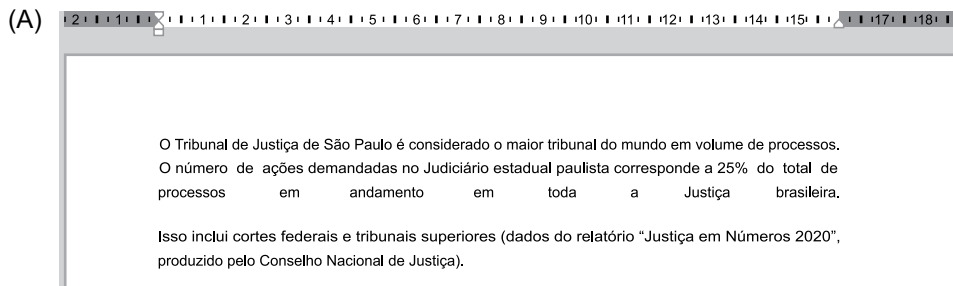 (A)
2 1 1 2 3 4 5 6 7 8 9 10 11 12 13 14 15 17 18
O Tribunal de Justiça de São Paulo é considerado o maior tribunal do mundo em volume de processos.
O número de ações demandadas no Judiciário estadual paulista corresponde a 25% do total de
processos em andamento em toda a Justiça brasileira.
Isso inclui cortes federais e tribunais superiores (dados do relatório “Justiça em Números 2020”,
produzido pelo Conselho Nacional de Justiça).